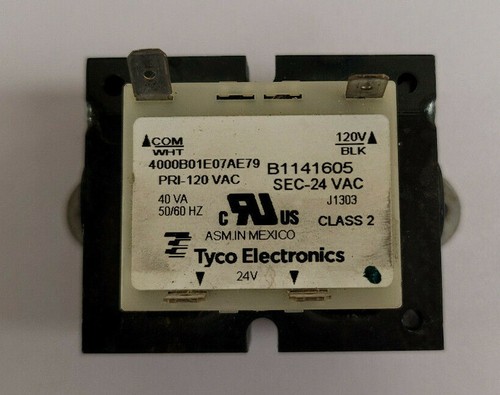 COM 120V
WHT BLK
4000B01E07AE79 B1141605
PRI-120 VAC SEC-24 VAC
40 VA J1303
50/60 HZ c RU US CLASS 2
ASM.IN MEXICO
Tyco Electronics
24V